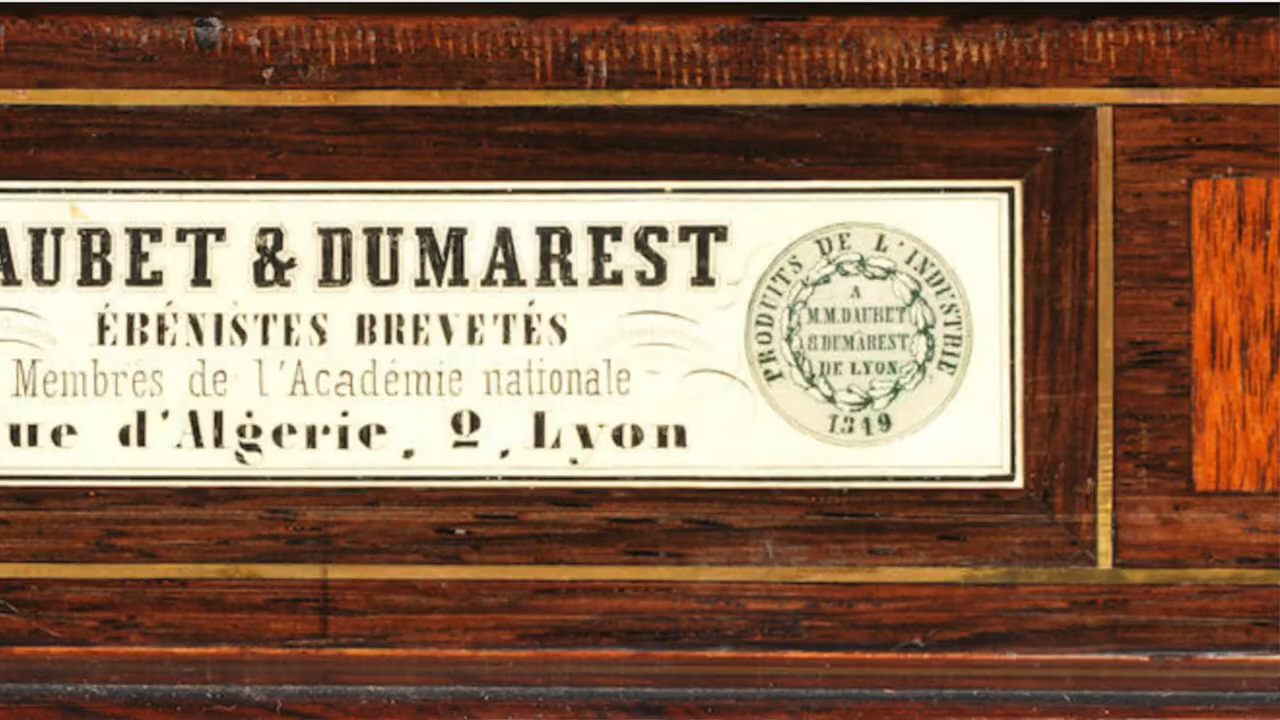 AUBET & DUMAREST
ÉBÉNISTES BREVETÉS
Membres de l'Académie nationale
ue d'Algerie, 2, Lyon
PRODUITS DE L'INDUSTRIE
A
M.M.DAUBET
& DUMAREST
DE LYON
1849